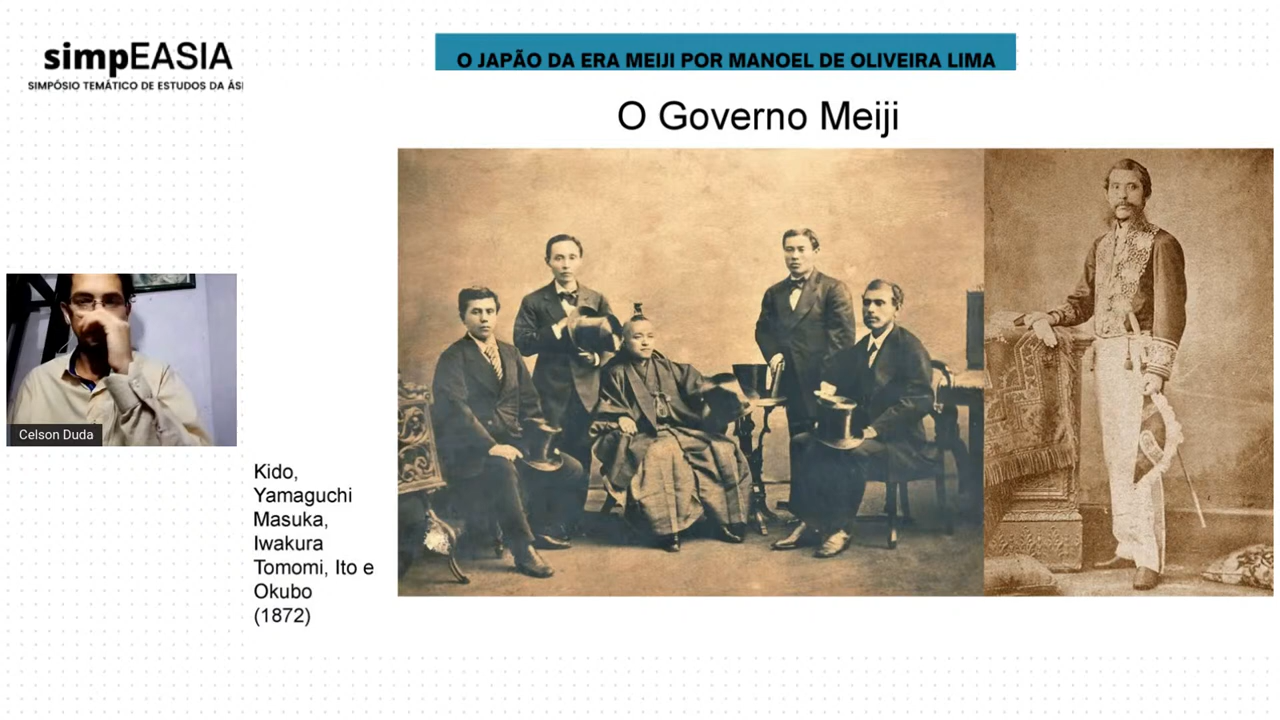 simpEASIA
SIMPÓSIO TEMÁTICO DE ESTUDOS DA ÁSI
O JAPÃO DA ERA MEIJI POR MANOEL DE OLIVEIRA LIMA
O Governo Meiji
Celson Duda
Kido,
Yamaguchi
Masuka,
Iwakura
Tomomi, Ito e
Okubo
(1872)